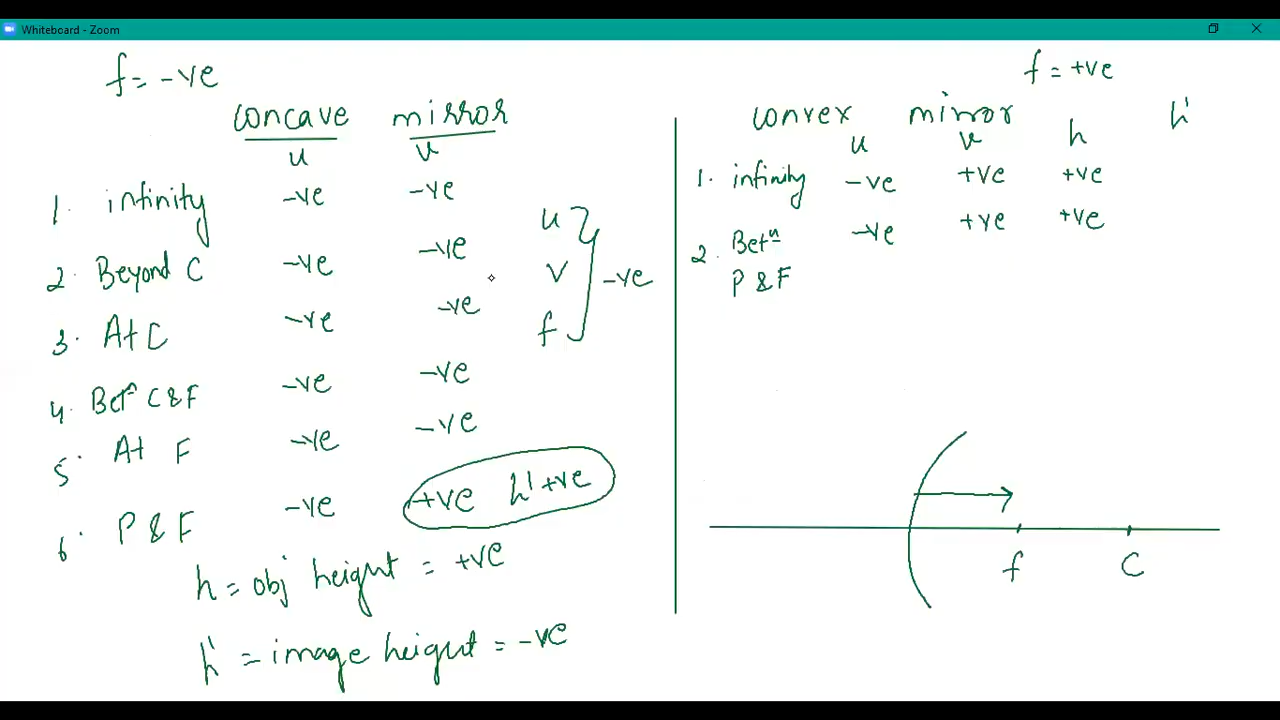 Whiteboard - Zoom
f = -ve
concave mirror
u v
1. infinity -ve -ve
2. Beyond C -ve -ve
3. At C -ve -ve
4. Betn C & F -ve -ve
5. At F -ve -ve
6. P & F -ve +ve h' +ve
u
v -ve
f
h = obj height = +ve
h' = image height = -ve
f = +ve
convex mirror
u v h h'
1. infinity -ve +ve +ve
2. Betn -ve +ve +ve
P & F
f C